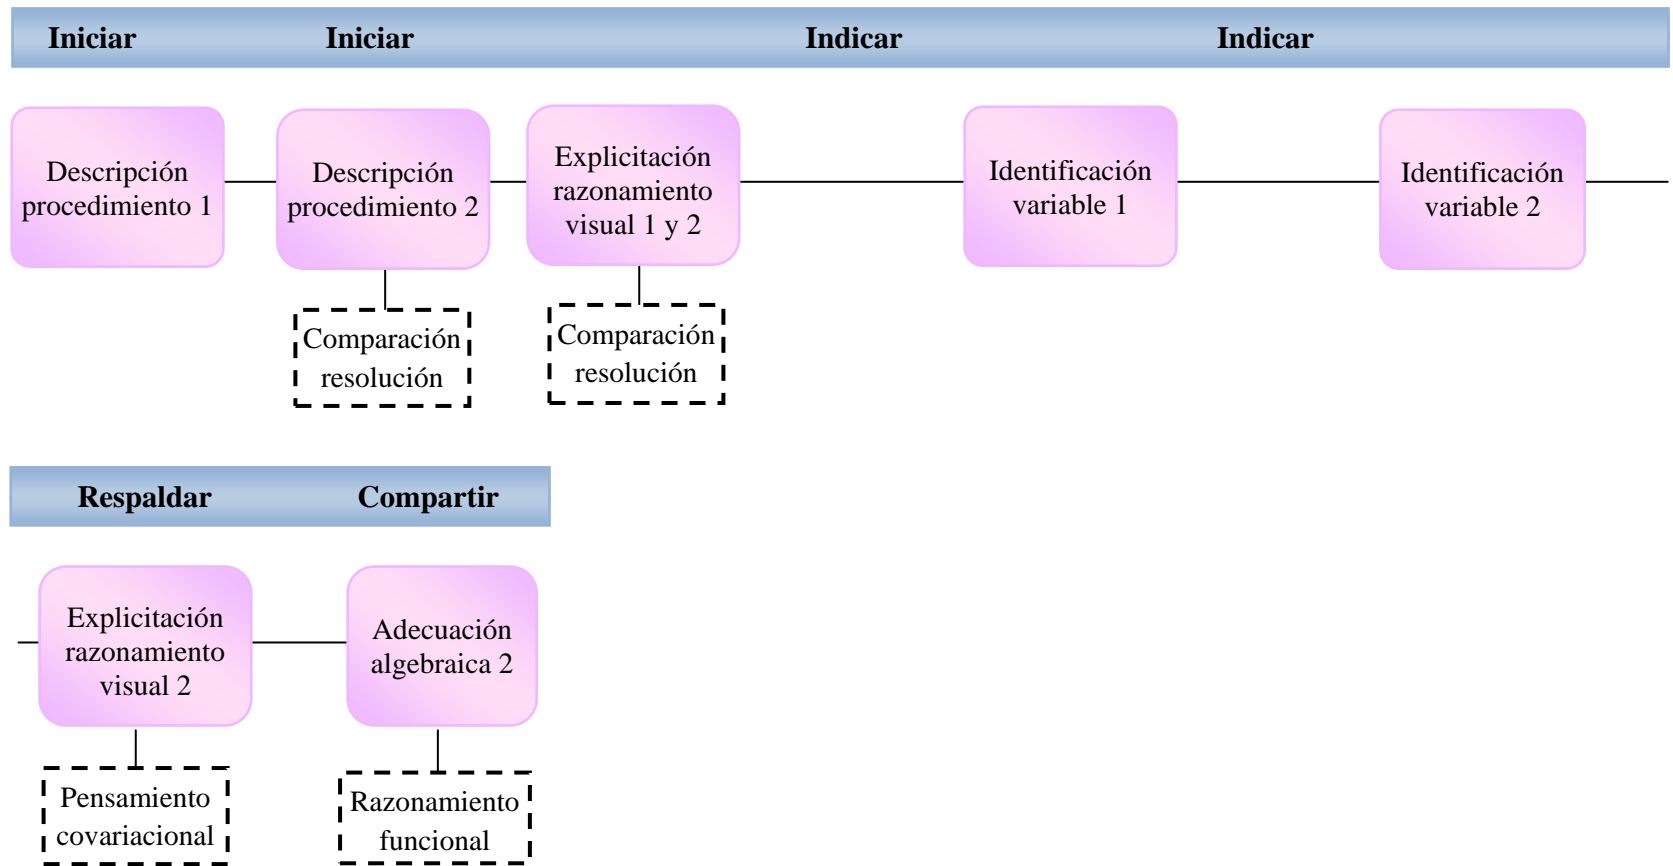 Iniciar Iniciar Indicar Indicar
Descripción
procedimiento 1
Descripción
procedimiento 2
Explicitación
razonamiento
visual 1 y 2
Identificación
variable 1
Identificación
variable 2
Comparación
resolución
Comparación
resolución
Respaldar Compartir
Explicitación
razonamiento
visual 2
Adecuación
algebraica 2
Pensamiento
covariacional
Razonamiento
funcional